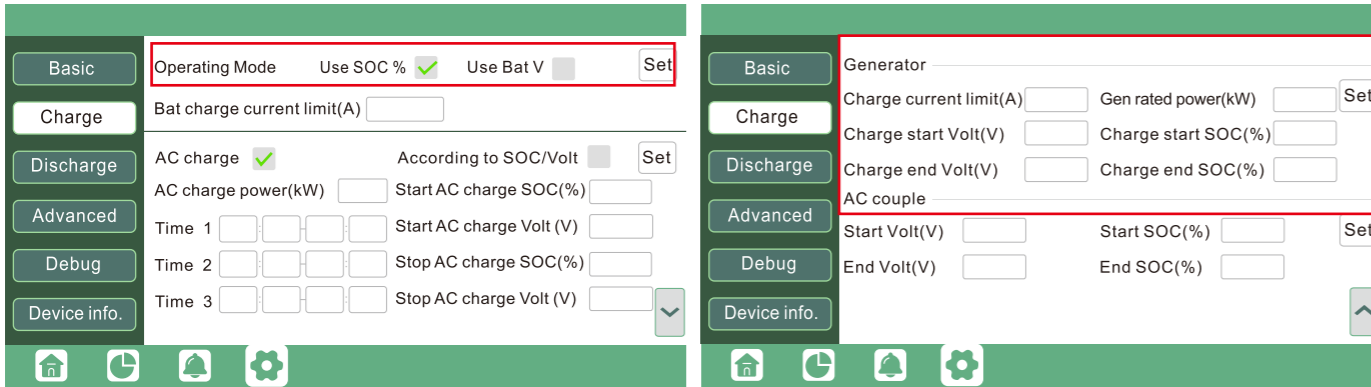 Basic
Charge
Discharge
Advanced
Debug
Device info.
Operating Mode Use SOC % Use Bat V Set
Bat charge current limit(A)
AC charge According to SOC/Volt Set
AC charge power(kW) Start AC charge SOC(%)
Time 1 : - : Start AC charge Volt (V)
Time 2 : - : Stop AC charge SOC(%)
Time 3 : - : Stop AC charge Volt (V)
Basic
Charge
Discharge
Advanced
Debug
Device info.
Generator
Charge current limit(A) Gen rated power(kW) Set
Charge start Volt(V) Charge start SOC(%)
Charge end Volt(V) Charge end SOC(%)
AC couple
Start Volt(V) Start SOC(%) Set
End Volt(V) End SOC(%)